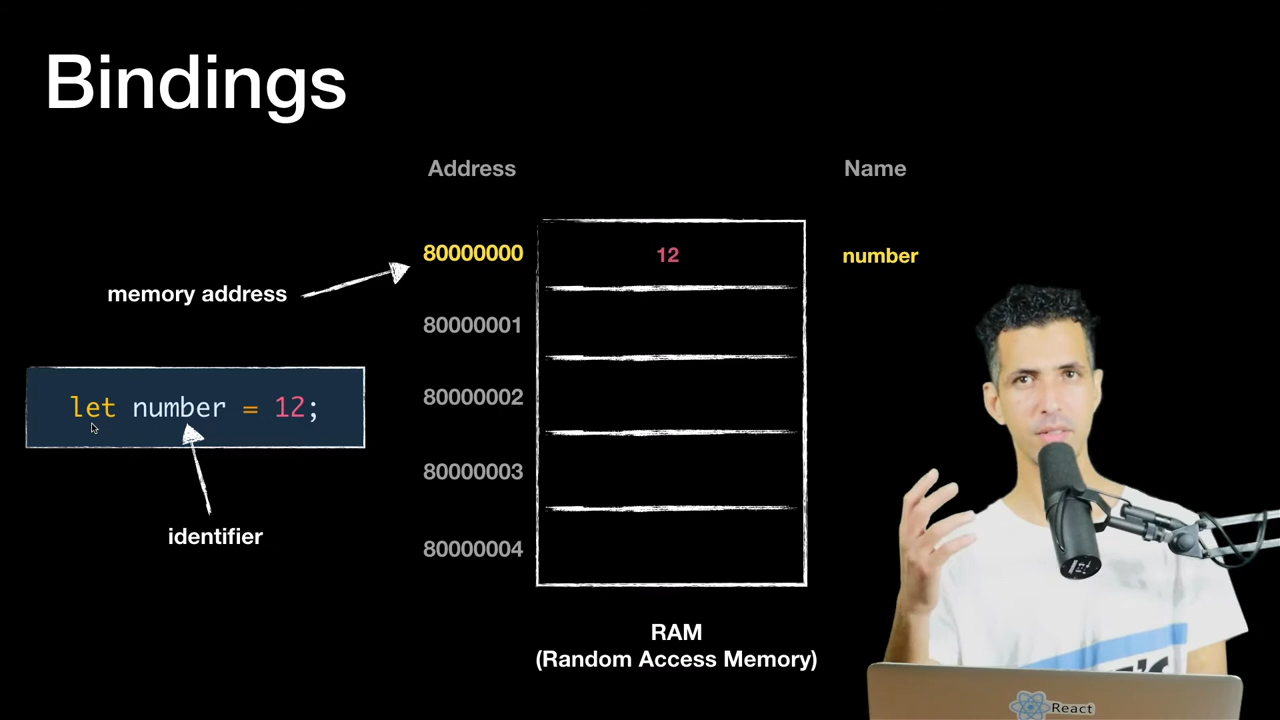 Bindings
Address
Name
80000000
12
number
memory address
80000001
let number = 12;
80000002
80000003
identifier
80000004
RAM
(Random Access Memory)
React